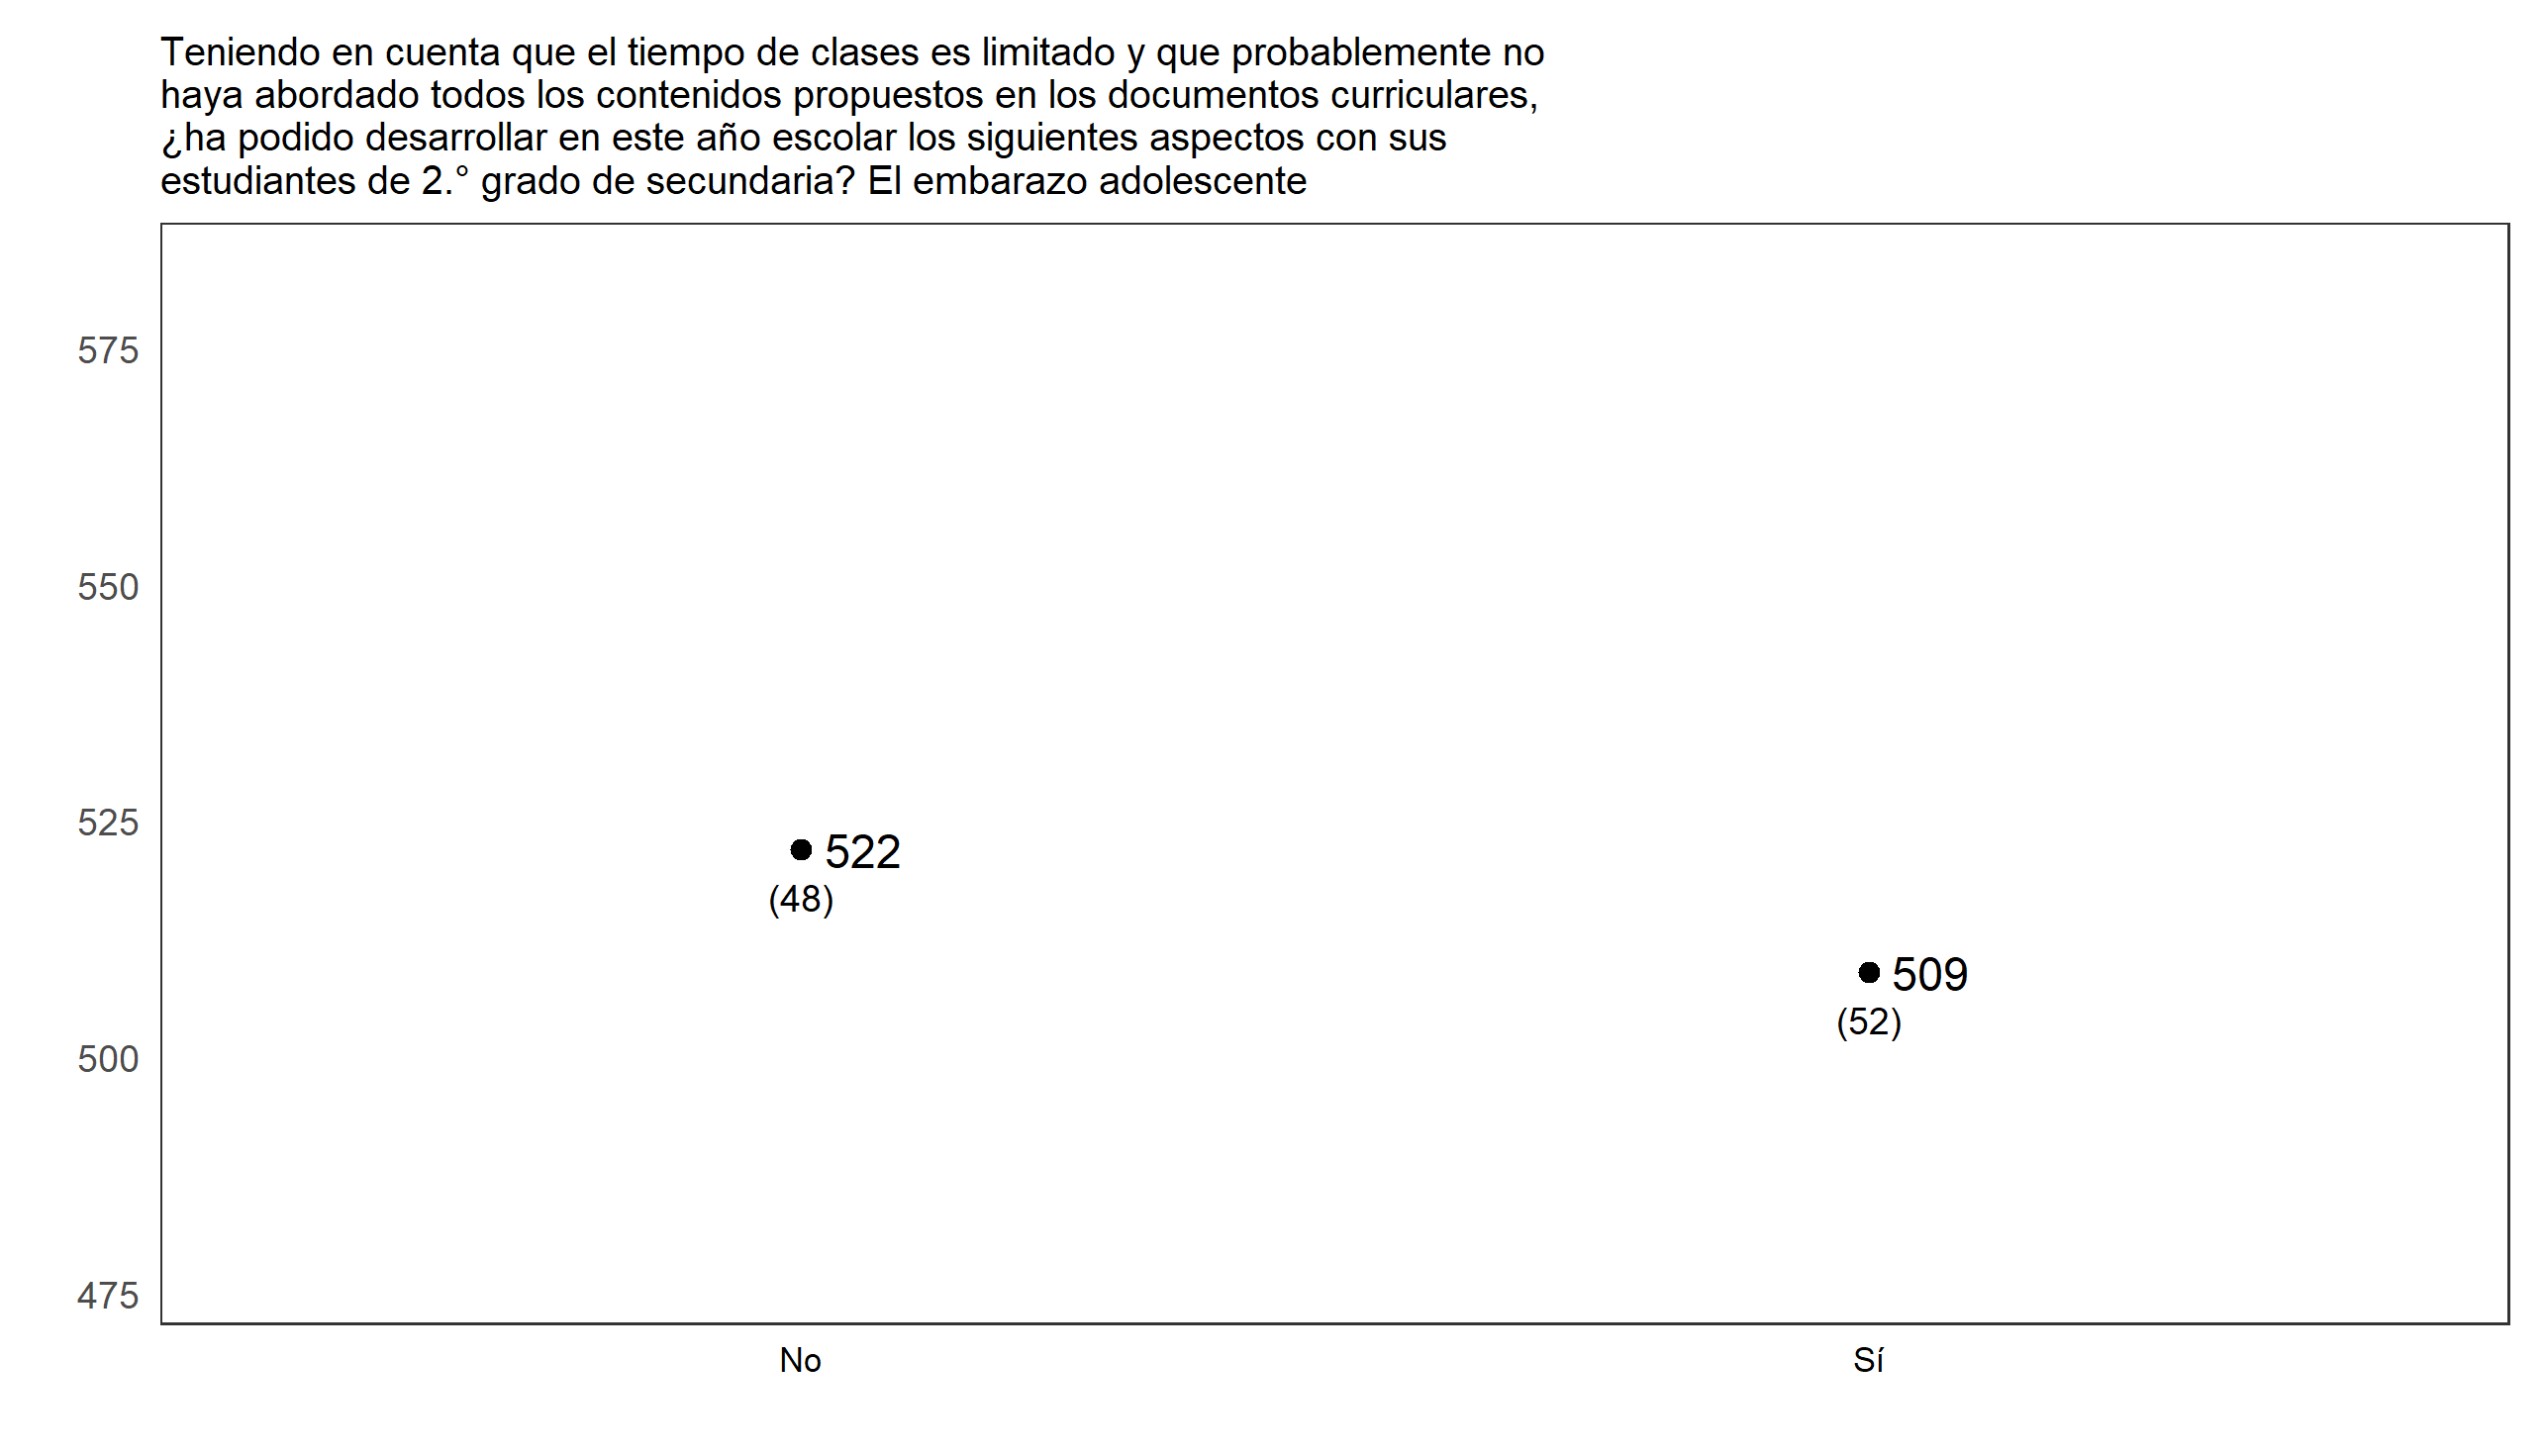 Teniendo en cuenta que el tiempo de clases es limitado y que probablemente no
haya abordado todos los contenidos propuestos en los documentos curriculares,
¿ha podido desarrollar en este año escolar los siguientes aspectos con sus
estudiantes de 2.° grado de secundaria? El embarazo adolescente
575
550
525
522
(48)
509
(52)
500
475
No
Sí